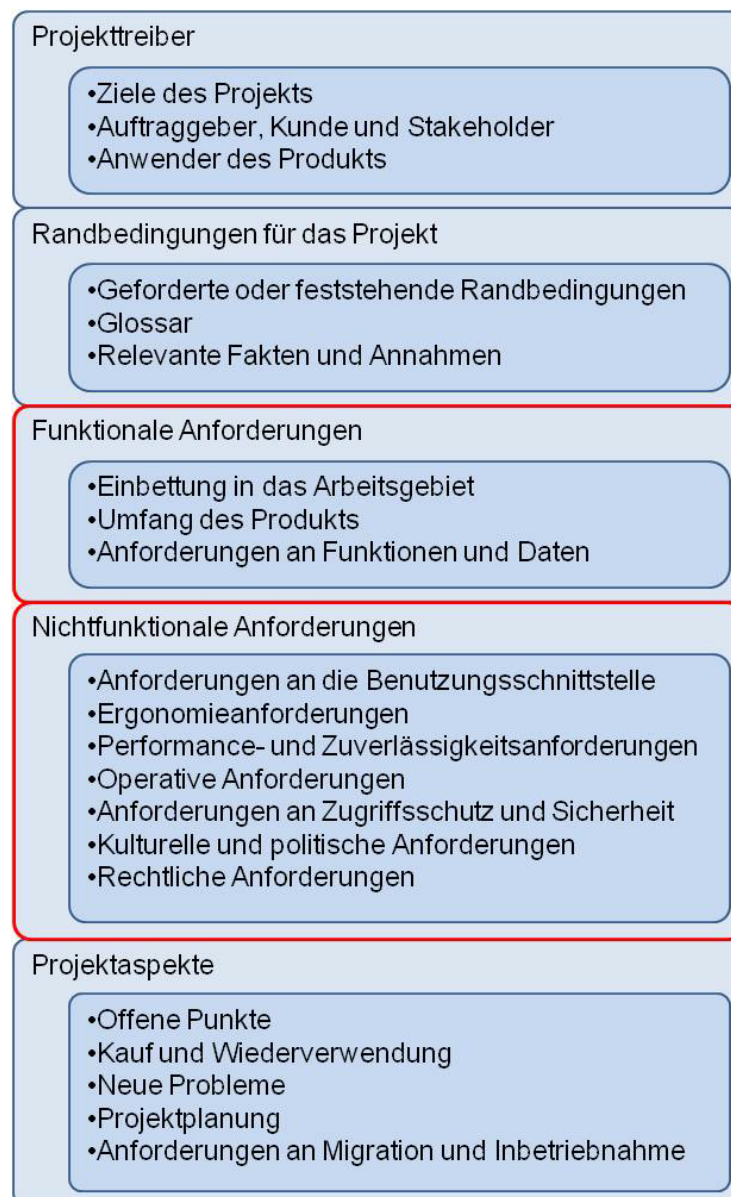 Projekttreiber
•Ziele des Projekts
•Auftraggeber, Kunde und Stakeholder
•Anwender des Produkts
Randbedingungen für das Projekt
•Geforderte oder feststehende Randbedingungen
•Glossar
•Relevante Fakten und Annahmen
Funktionale Anforderungen
•Einbettung in das Arbeitsgebiet
•Umfang des Produkts
•Anforderungen an Funktionen und Daten
Nichtfunktionale Anforderungen
•Anforderungen an die Benutzungsschnittstelle
•Ergonomieanforderungen
•Performance- und Zuverlässigkeitsanforderungen
•Operative Anforderungen
•Anforderungen an Zugriffsschutz und Sicherheit
•Kulturelle und politische Anforderungen
•Rechtliche Anforderungen
Projektaspekte
•Offene Punkte
•Kauf und Wiederverwendung
•Neue Probleme
•Projektplanung
•Anforderungen an Migration und Inbetriebnahme